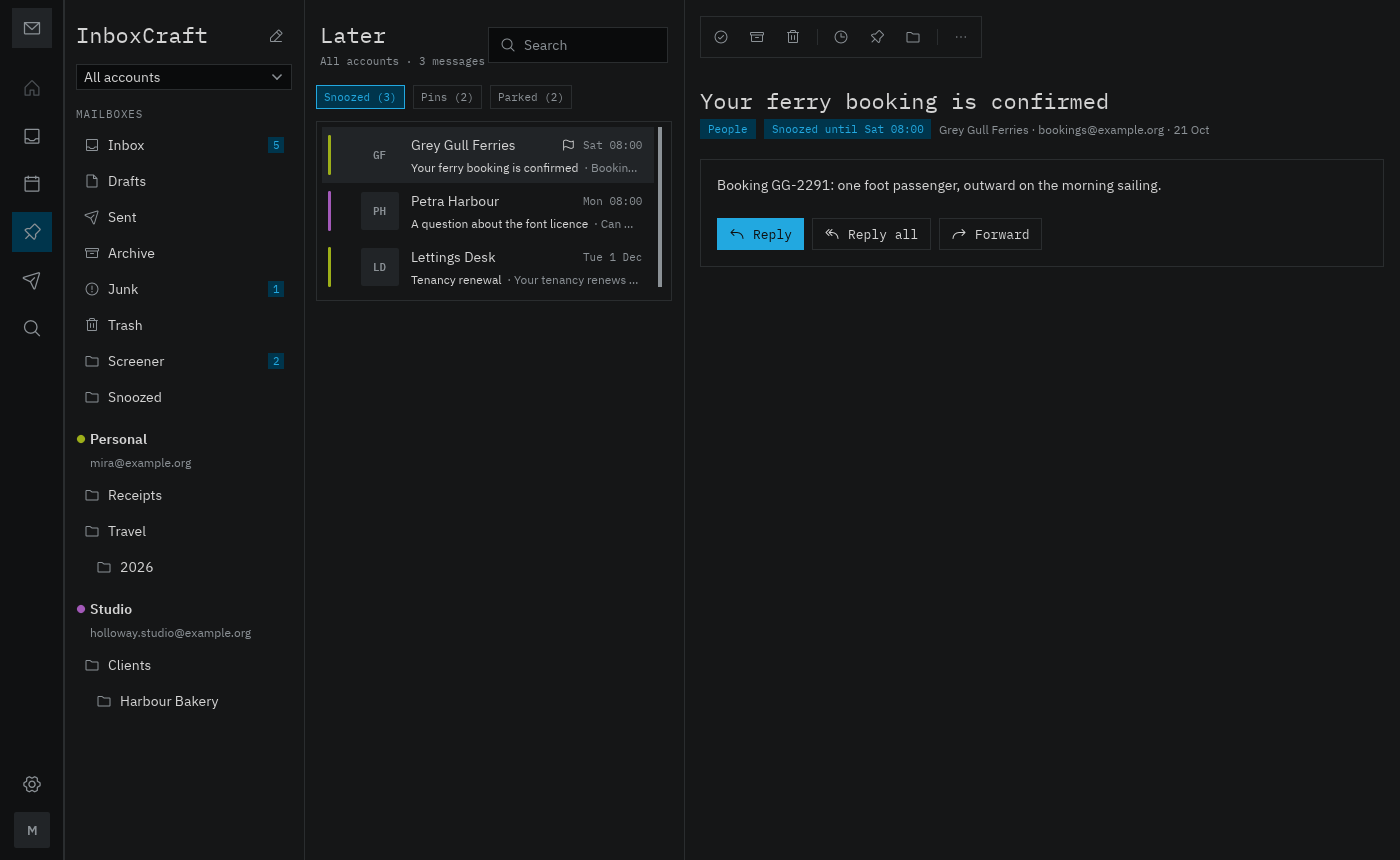 InboxCraft
All accounts
MAILBOXES
Inbox 5
Drafts
Sent
Archive
Junk 1
Trash
Screener 2
Snoozed
Personal
mira@example.org
Receipts
Travel
2026
Studio
holloway.studio@example.org
Clients
Harbour Bakery
M
Later
All accounts · 3 messages
Search
Snoozed (3) Pins (2) Parked (2)
GF Grey Gull Ferries Sat 08:00
Your ferry booking is confirmed · Bookin…
PH Petra Harbour Mon 08:00
A question about the font licence · Can …
LD Lettings Desk Tue 1 Dec
Tenancy renewal · Your tenancy renews …
Your ferry booking is confirmed
People Snoozed until Sat 08:00 Grey Gull Ferries · bookings@example.org · 21 Oct
Booking GG-2291: one foot passenger, outward on the morning sailing.
Reply Reply all Forward